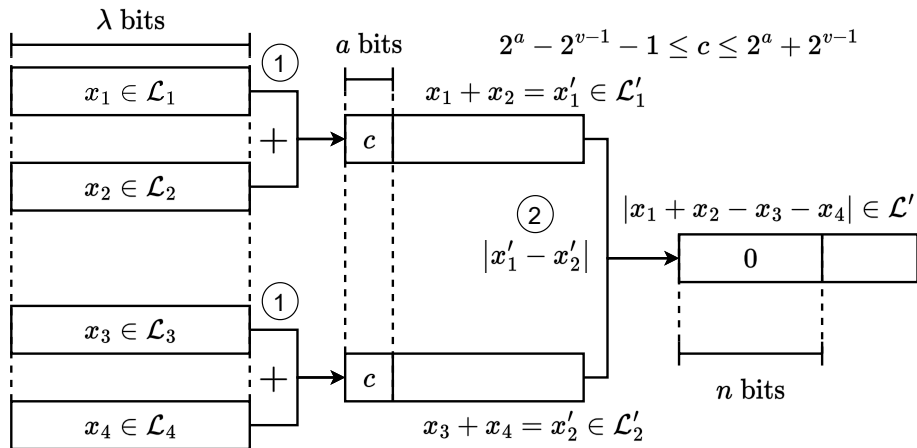 λ bits
a bits
2^a − 2^{v−1} − 1 ≤ c ≤ 2^a + 2^{v−1}
1
x_1 ∈ 𝓛_1
x_1 + x_2 = x′_1 ∈ 𝓛′_1
+
c
x_2 ∈ 𝓛_2
2
|x_1 + x_2 − x_3 − x_4| ∈ 𝓛′
|x′_1 − x′_2|
0
1
x_3 ∈ 𝓛_3
+
c
n bits
x_4 ∈ 𝓛_4
x_3 + x_4 = x′_2 ∈ 𝓛′_2